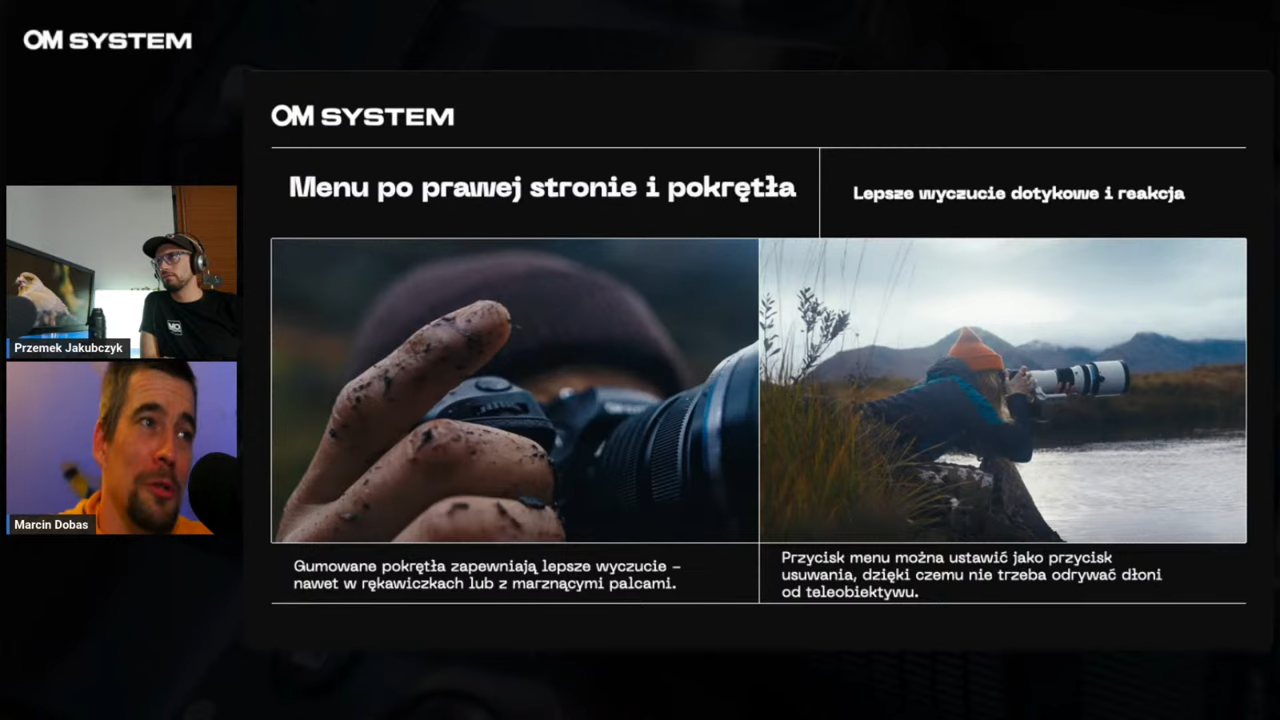 OM SYSTEM
OM SYSTEM
Menu po prawej stronie i pokrętła
Lepsze wyczucie dotykowe i reakcja
Przemek Jakubczyk
Marcin Dobas
Gumowane pokrętła zapewniają lepsze wyczucie –
nawet w rękawiczkach lub z marznącymi palcami.
Przycisk menu można ustawić jako przycisk
usuwania, dzięki czemu nie trzeba odrywać dłoni
od teleobiektywu.